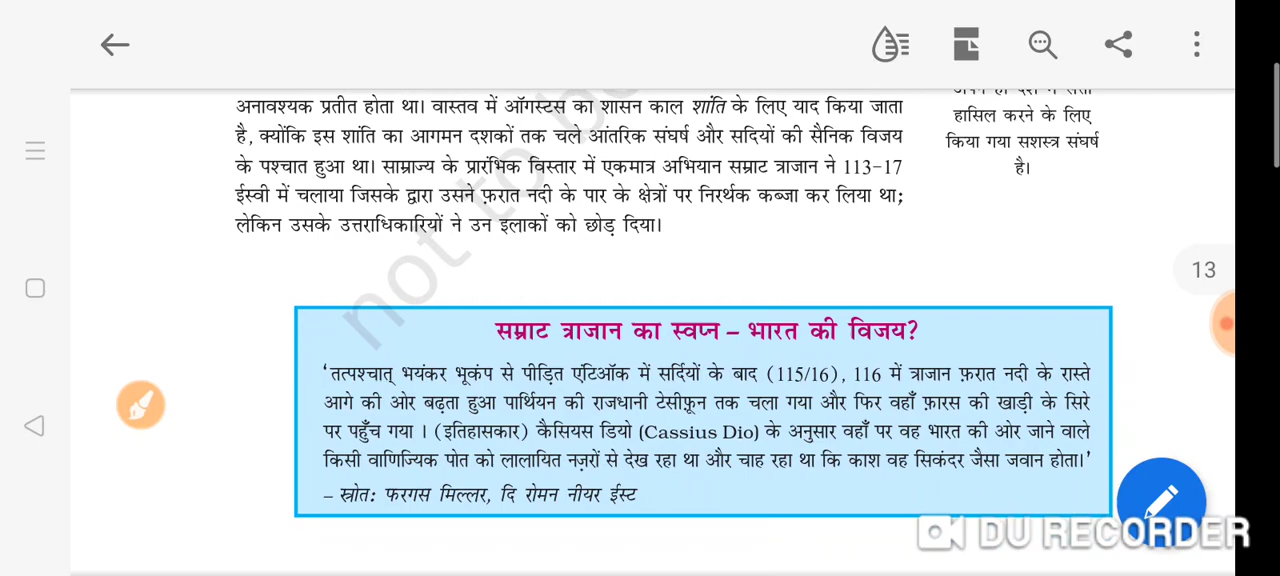 अनावश्यक प्रतीत होता था। वास्तव में ऑगस्टस का शासन काल शांति के लिए याद किया जाता
है, क्योंकि इस शांति का आगमन दशकों तक चले आंतरिक संघर्ष और सदियों की सैनिक विजय
के पश्चात हुआ था। साम्राज्य के प्रारंभिक विस्तार में एकमात्र अभियान सम्राट त्राजान ने 113-17
ईस्वी में चलाया जिसके द्वारा उसने फ़रात नदी के पार के क्षेत्रों पर निरर्थक कब्जा कर लिया था;
लेकिन उसके उत्तराधिकारियों ने उन इलाकों को छोड़ दिया।
हासिल करने के लिए
किया गया सशस्त्र संघर्ष
है।
13
सम्राट त्राजान का स्वप्न – भारत की विजय?
'तत्पश्चात् भयंकर भूकंप से पीड़ित एंटिऑक में सर्दियों के बाद (115/16), 116 में त्राजान फ़रात नदी के रास्ते
आगे की ओर बढ़ता हुआ पार्थियन की राजधानी टेसीफ़ून तक चला गया और फिर वहाँ फ़ारस की खाड़ी के सिरे
पर पहुँच गया । (इतिहासकार) कैसियस डियो (Cassius Dio) के अनुसार वहाँ पर वह भारत की ओर जाने वाले
किसी वाणिज्यिक पोत को लालायित नज़रों से देख रहा था और चाह रहा था कि काश वह सिकंदर जैसा जवान होता।'
– स्रोत: फरगस मिल्लर, दि रोमन नीयर ईस्ट
not to be
DU RECORDER